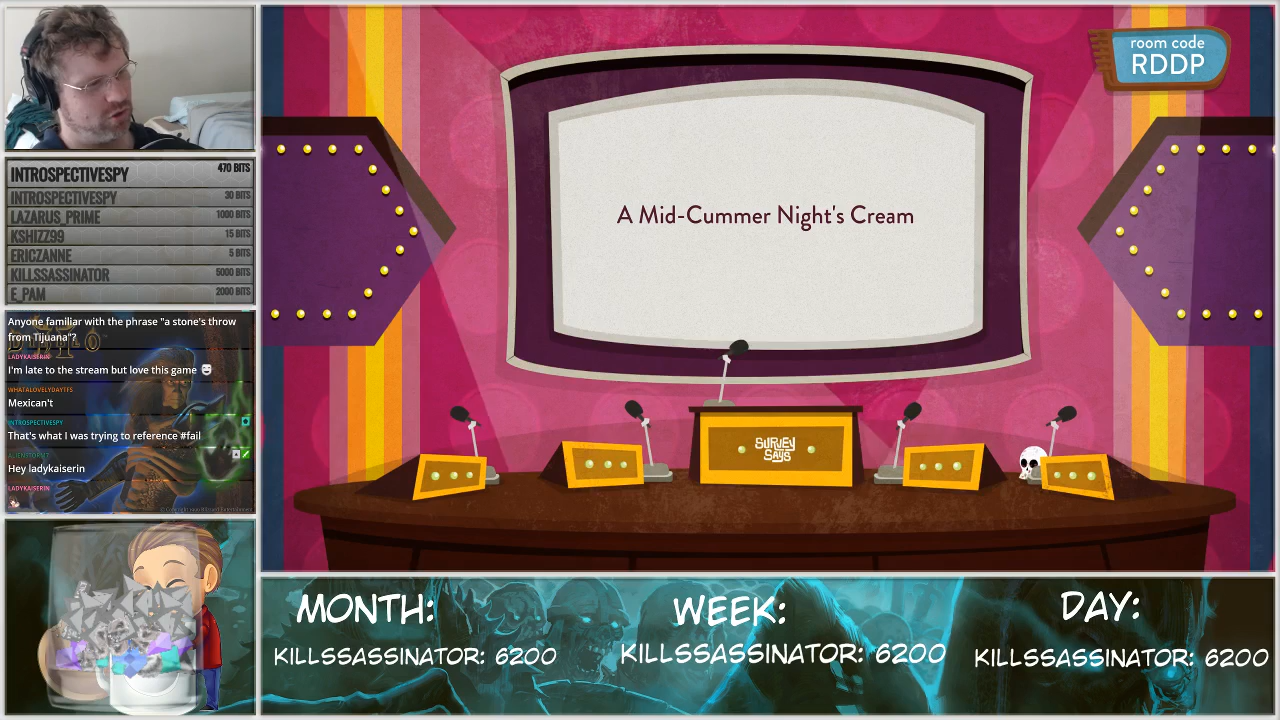 room code
RDDP
A Mid-Cummer Night's Cream
SURVEY
SAYS
INTROSPECTIVESPY 470 BITS
INTROSPECTIVESPY 30 BITS
LAZARUS_PRIME 1000 BITS
KSHIZZ99 15 BITS
ERICZANNE 5 BITS
KILLSSASSINATOR 5000 BITS
E_PAM 2000 BITS
Anyone familiar with the phrase "a stone's throw
from Tijuana"?
LADYKAISERIN
I'm late to the stream but love this game
WHATALOVELYDAYTFS
Mexican't
INTROSPECTIVESPY
That's what I was trying to reference #fail
Hey ladykaiserin
LADYKAISERIN
MONTH:
KILLSSASSINATOR: 6200
WEEK:
KILLSSASSINATOR: 6200
DAY:
KILLSSASSINATOR: 6200